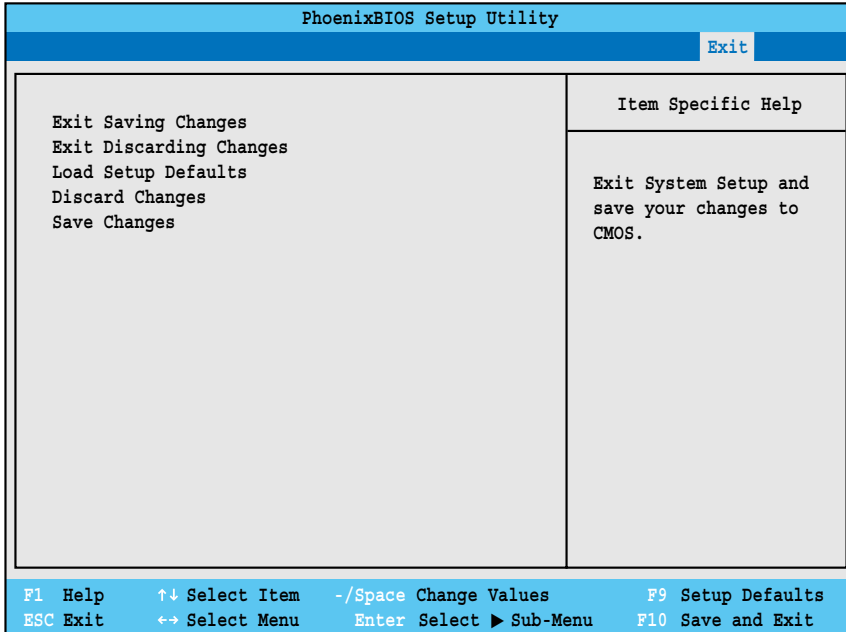 PhoenixBIOS Setup Utility
Exit
Exit Saving Changes
Exit Discarding Changes
Load Setup Defaults
Discard Changes
Save Changes
Item Specific Help
Exit System Setup and
save your changes to
CMOS.
F1 Help ↑↓ Select Item -/Space Change Values F9 Setup Defaults
ESC Exit ←→ Select Menu Enter Select ▶ Sub-Menu F10 Save and Exit